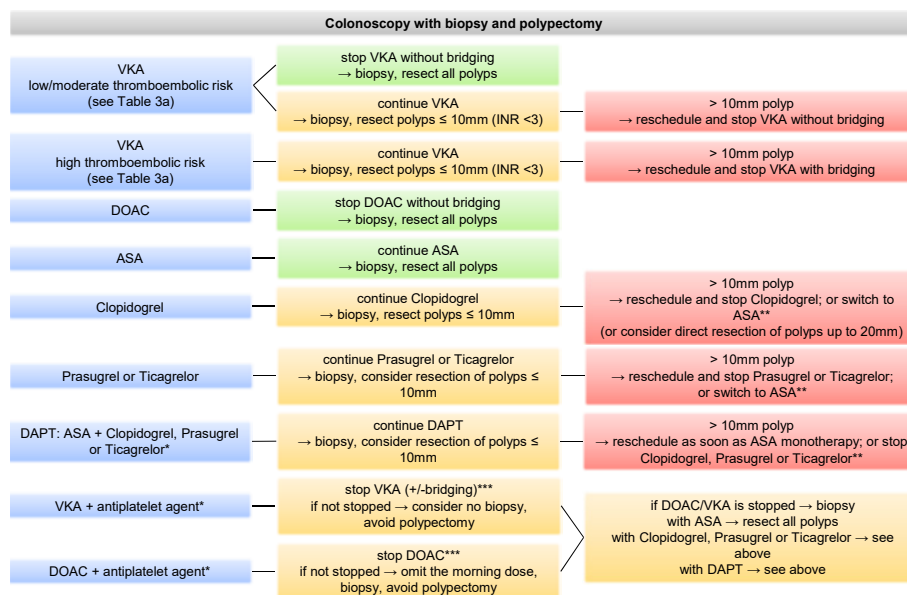 Colonoscopy with biopsy and polypectomy
VKA
low/moderate thromboembolic risk
(see Table 3a)
stop VKA without bridging
→ biopsy, resect all polyps
continue VKA
→ biopsy, resect polyps ≤ 10mm (INR <3)
> 10mm polyp
→ reschedule and stop VKA without bridging
VKA
high thromboembolic risk
(see Table 3a)
continue VKA
→ biopsy, resect polyps ≤ 10mm (INR <3)
> 10mm polyp
→ reschedule and stop VKA with bridging
DOAC
stop DOAC without bridging
→ biopsy, resect all polyps
ASA
continue ASA
→ biopsy, resect all polyps
Clopidogrel
continue Clopidogrel
→ biopsy, resect polyps ≤ 10mm
> 10mm polyp
→ reschedule and stop Clopidogrel; or switch to
ASA**
(or consider direct resection of polyps up to 20mm)
Prasugrel or Ticagrelor
continue Prasugrel or Ticagrelor
→ biopsy, consider resection of polyps ≤
10mm
> 10mm polyp
→ reschedule and stop Prasugrel or Ticagrelor;
or switch to ASA**
DAPT: ASA + Clopidogrel, Prasugrel
or Ticagrelor*
continue DAPT
→ biopsy, consider resection of polyps ≤
10mm
> 10mm polyp
→ reschedule as soon as ASA monotherapy; or stop
Clopidogrel, Prasugrel or Ticagrelor**
VKA + antiplatelet agent*
stop VKA (+/-bridging)***
if not stopped → consider no biopsy,
avoid polypectomy
DOAC + antiplatelet agent*
stop DOAC***
if not stopped → omit the morning dose,
biopsy, avoid polypectomy
if DOAC/VKA is stopped → biopsy
with ASA → resect all polyps
with Clopidogrel, Prasugrel or Ticagrelor → see
above
with DAPT → see above